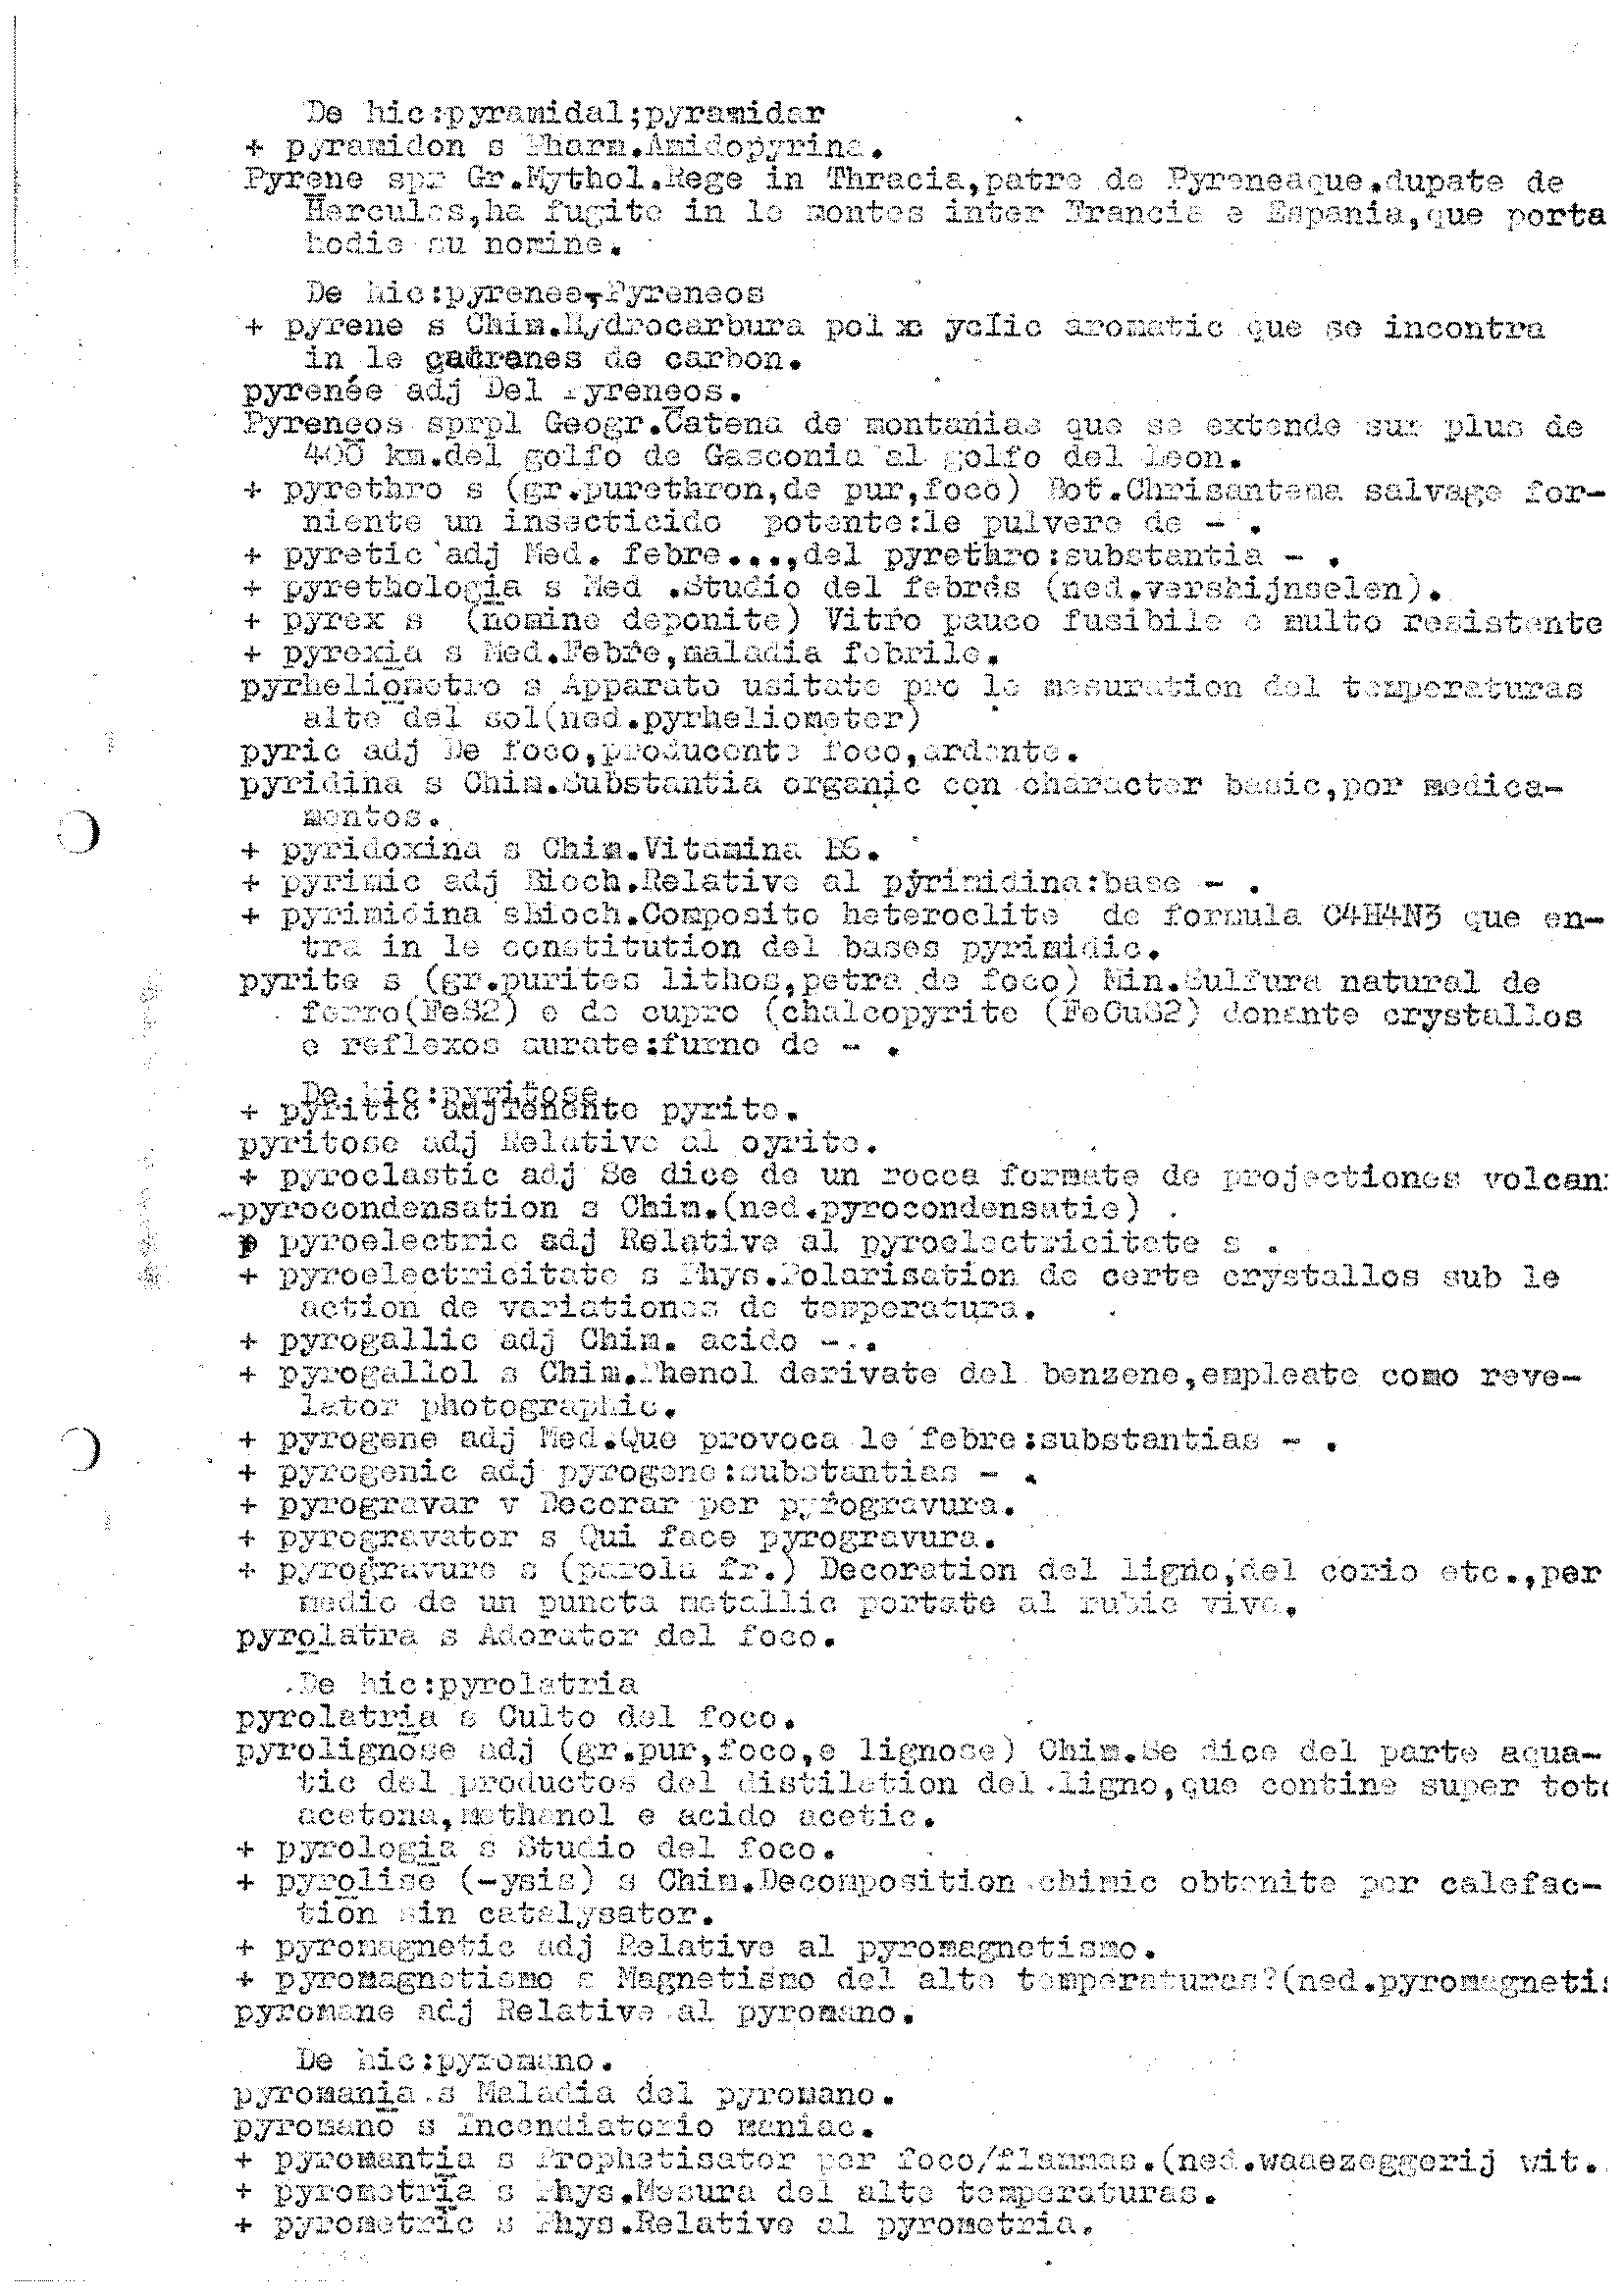 De hic:pyramidal;pyramidar
+ pyramidon s Pharm.Amidopyrina.
Pyrene spr Gr.Mythol.Rege in Thracia,patre de Pyreneaque.dupate de
Hercules,ha fugite in le montes inter Francia e Espania,que porta
hodie su nomine.
De hic:pyrenee,Pyreneos
+ pyrene s Chim.Hydrocarbura pol x yclic aromatic que se incontra
in le gudranes de carbon.
pyrenée adj Del Pyreneos.
Pyreneos sprpl Geogr.Catena de montanias que se extende sur plus de
400 km.del golfo de Gasconia al golfo del Leon.
+ pyrethro s (gr.purethron,de pur,foco) Bot.Chrisantema salvage for-
niente un insecticido potente:le pulvere de - .
+ pyretic adj Med. febre...,del pyrethro:substantia - .
+ pyrethologia s Med .Studio del febres (ned.vershijnselen).
+ pyrex s (nomine deponite) Vitro pauco fusibile e multo resistente
+ pyrexia s Med.Febre,maladia febrile.
pyrheliometro s Apparato usitate pro le mesuration del temperaturas
alte del sol(ned.pyrheliometer)
pyric adj De foco,producente foco,ardente.
pyridina s Chim.Substantia organic con character basic,por medica-
mentos.
+ pyridoxina s Chim.Vitamina B6.
+ pyrimic adj Bioch.Relative al pyrimidina:base - .
+ pyrimidina sBioch.Composito heteroclite de formula C4H4N3 que en-
tra in le constitution del bases pyrimidic.
pyrite s (gr.purites lithos,petra de foco) Min.Sulfura natural de
ferro(FeS2) e de cupro (chalcopyrite (FeCuS2) donante crystallos
e reflexos aurate:furno de - .
De hic:pyritose
+ pyritic adjTenente pyrite.
pyritose adj Relative al oyrite.
+ pyroclastic adj Se dice de un rocca formate de projectiones volcan
pyrocondensation s Chim.(ned.pyrocondensatie) .
p pyroelectric adj Relative al pyroelectricitate s .
+ pyroelectricitate s Phys.Polarisation de certe crystallos sub le
action de variationes de temperatura.
+ pyrogallic adj Chim. acido - .
+ pyrogallol s Chim.Phenol derivate del benzene,empleate como reve-
lator photographic.
+ pyrogene adj Med.Que provoca le febre:substantias - .
+ pyrogenic adj pyrogene:substantias - .
+ pyrogravar v Decorar per pyrogravura.
+ pyrogravator s Qui face pyrogravura.
+ pyrogravure s (parola fr.) Decoration del ligno,del corio etc.,per
medio de un puncta metallic portate al rubie vive.
pyrolatra s Adorator del foco.
De hic:pyrolatria
pyrolatria s Culto del foco.
pyrolignose adj (gr.pur,foco,e lignose) Chim.Se dice del parte aqua-
tic del productos del distilation del ligno,que contine super toto
acetona,methanol e acido acetic.
+ pyrologia s Studio del foco.
+ pyrolise (-ysis) s Chim.Decomposition chimic obtenite per calefac-
tion sin catalysator.
+ pyromagnetic adj Relative al pyromagnetismo.
+ pyromagnetismo s Magnetismo del alte temperaturas?(ned.pyromagnetis
pyromane adj Relative al pyromano.
De hic:pyromano.
pyromania s Maladia del pyromano.
pyromano s Incendiatorio maniac.
+ pyromantia s Prophetisator per foco/flammas.(ned.waaezeggerij wit.
+ pyrometria s Phys.Mesura del alte temperaturas.
+ pyrometric s Phys.Relative al pyrometria.